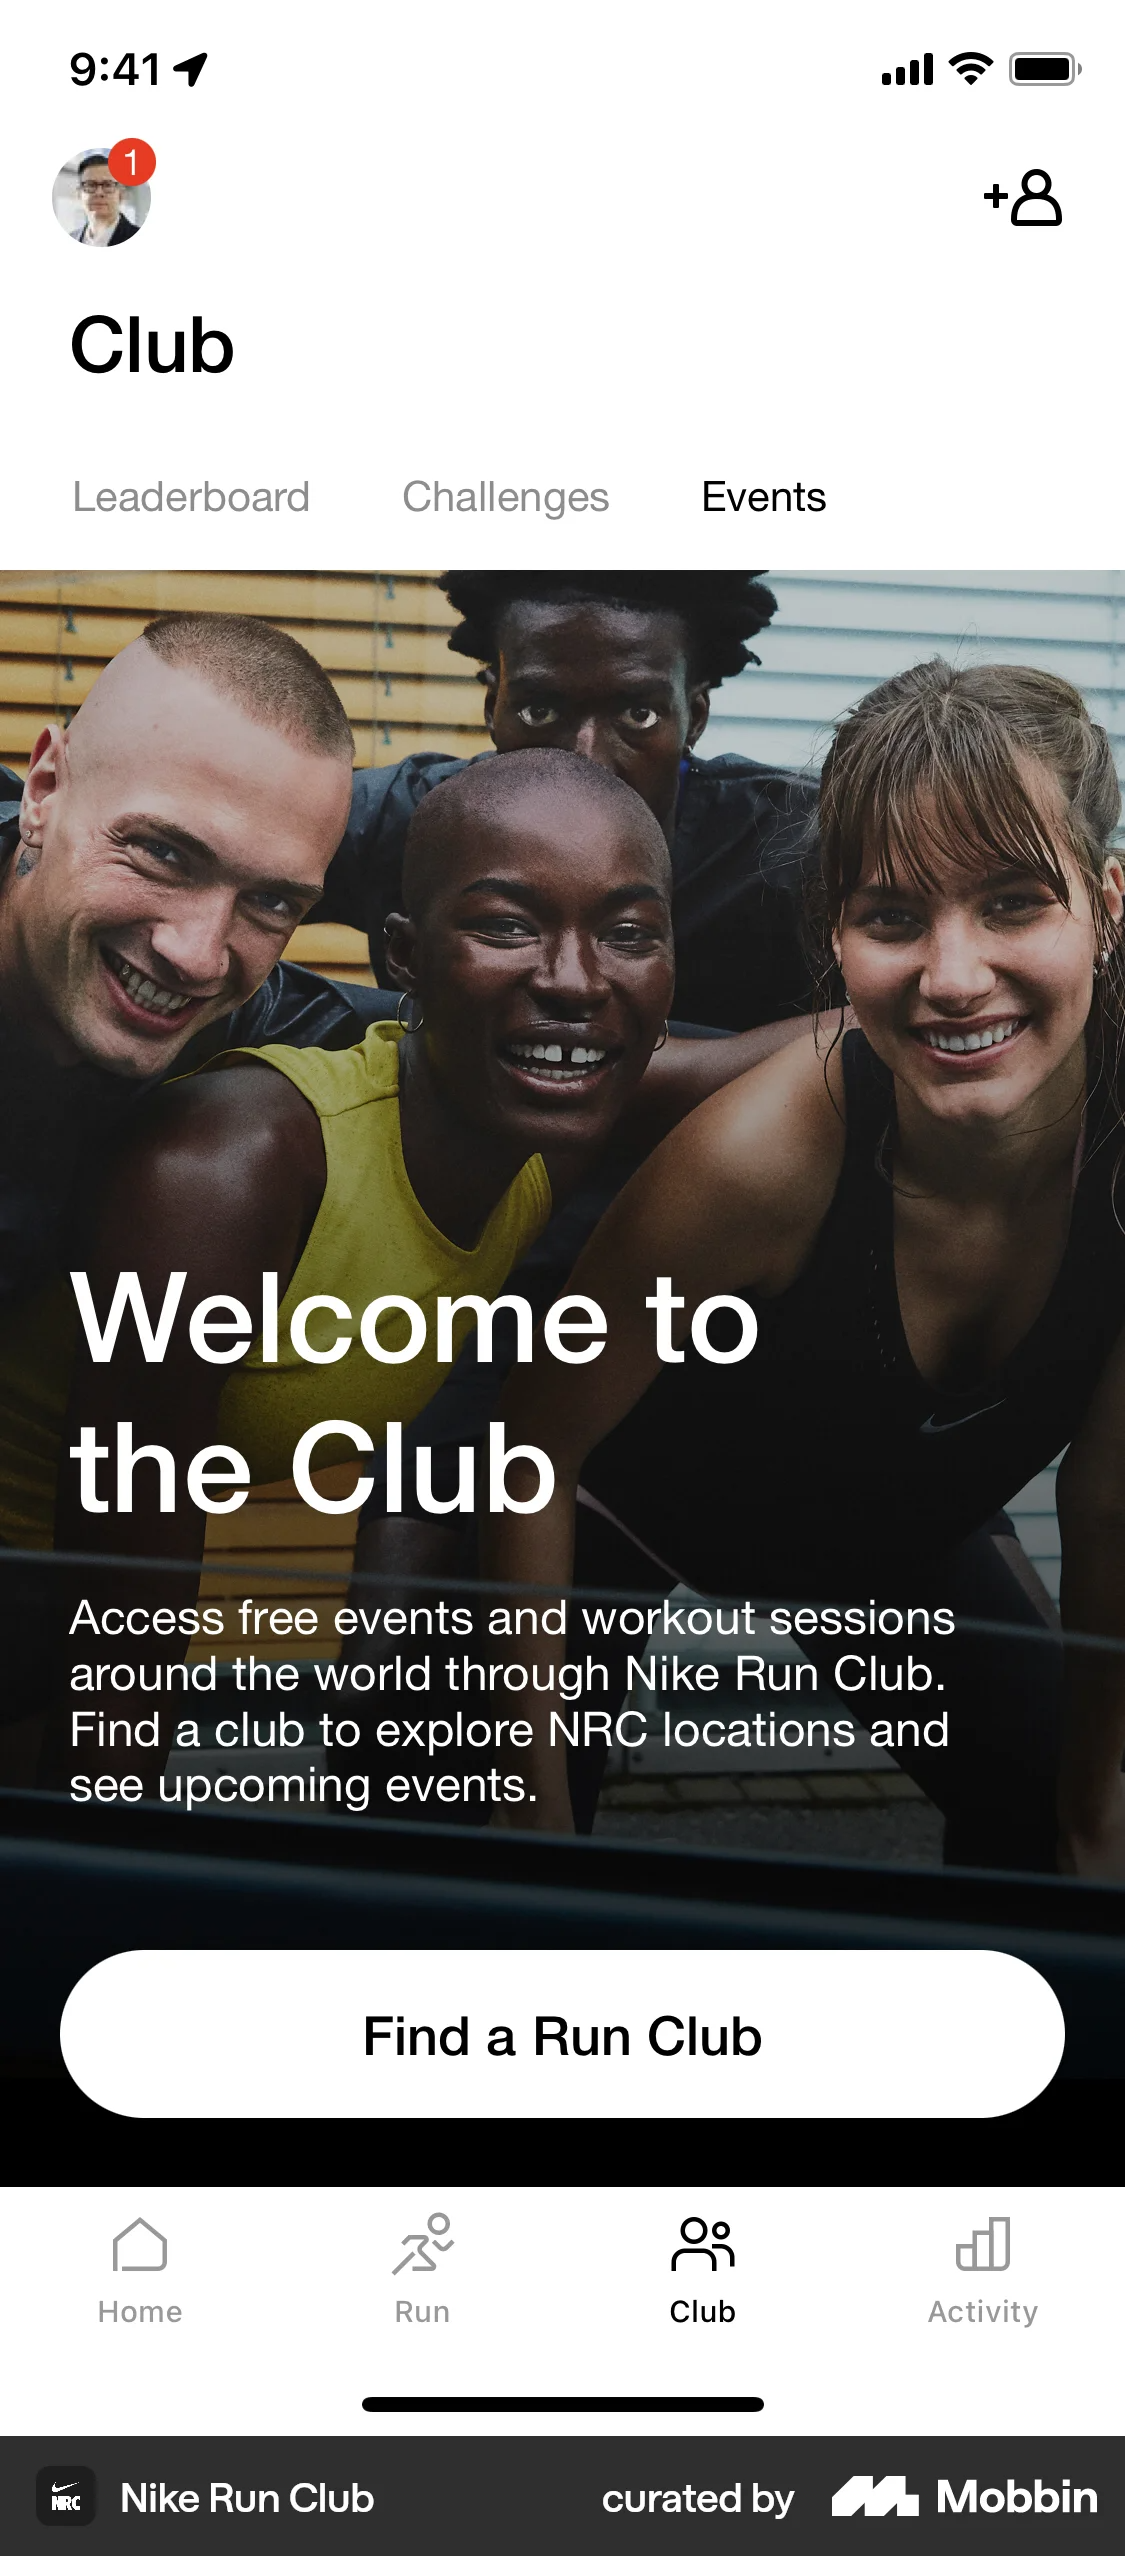 9:41
1
Club
Leaderboard Challenges Events
Welcome to
the Club
Access free events and workout sessions
around the world through Nike Run Club.
Find a club to explore NRC locations and
see upcoming events.
Find a Run Club
Home Run Club Activity
NRC Nike Run Club curated by Mobbin